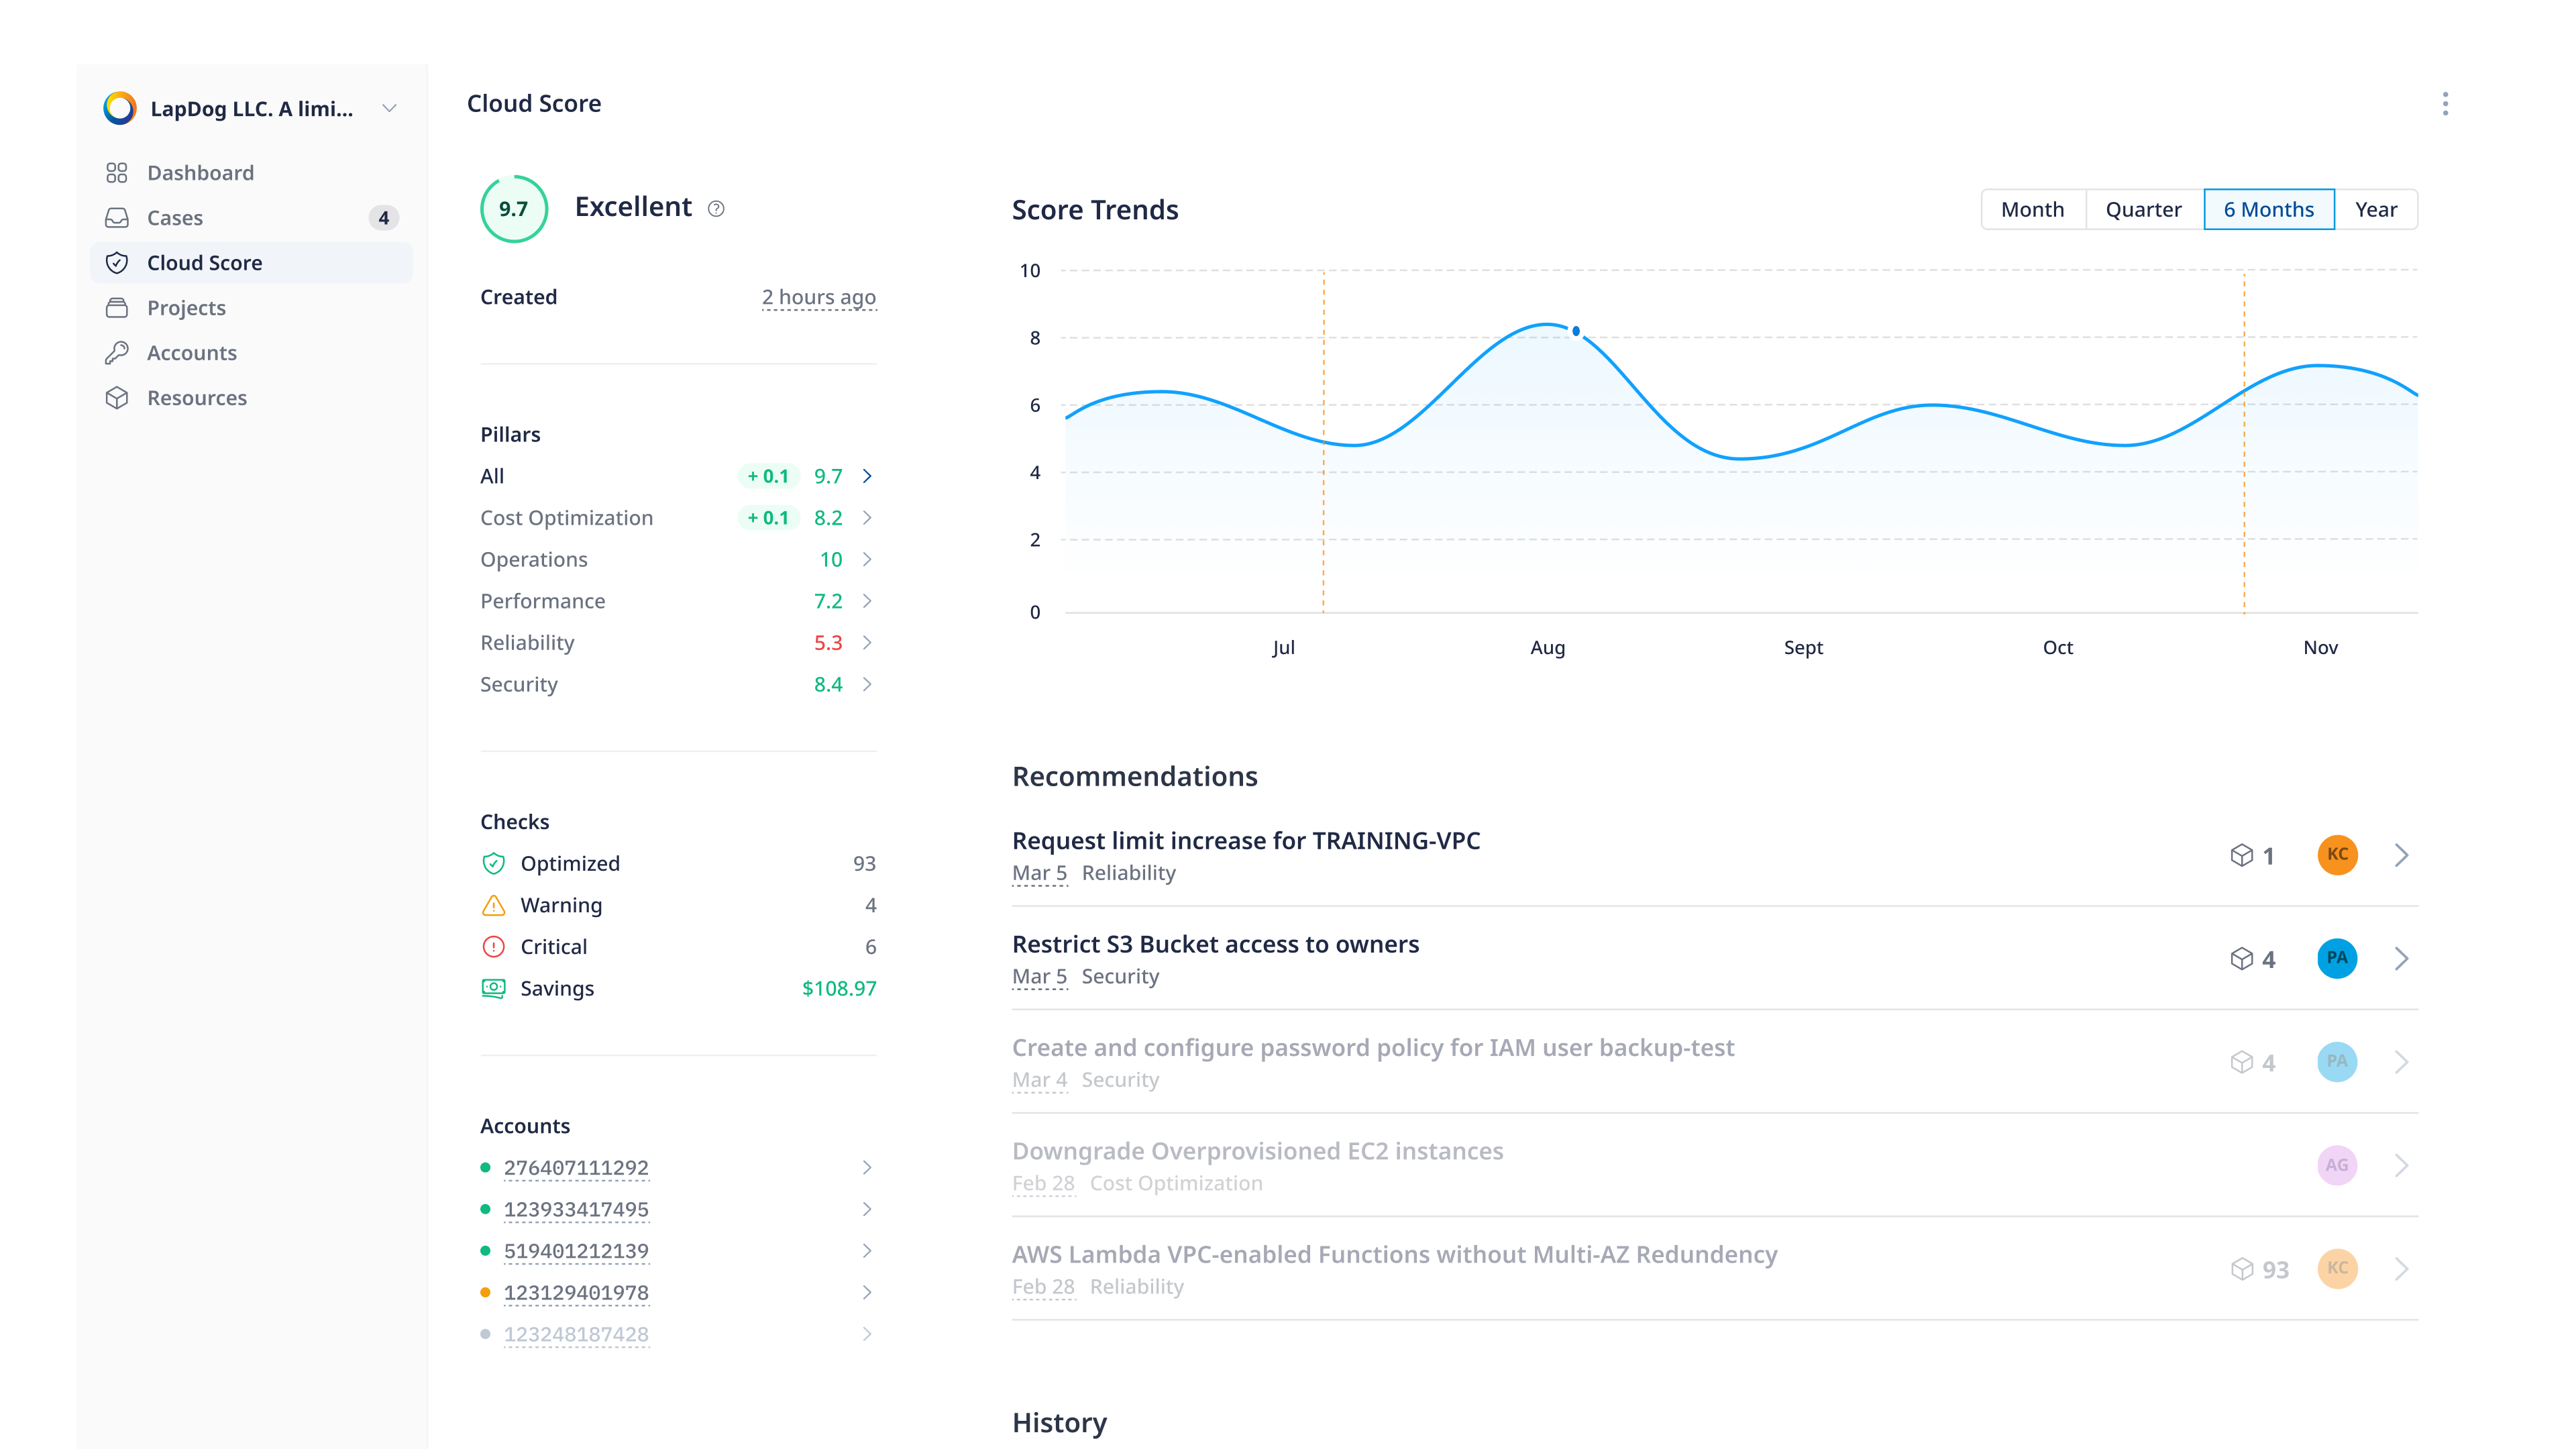 LapDog LLC. A limi...
Dashboard
Cases 4
Cloud Score
Projects
Accounts
Resources
Cloud Score
9.7 Excellent
Created 2 hours ago
Pillars
All + 0.1 9.7
Cost Optimization + 0.1 8.2
Operations 10
Performance 7.2
Reliability 5.3
Security 8.4
Checks
Optimized 93
Warning 4
Critical 6
Savings $108.97
Accounts
276407111292
123933417495
519401212139
123129401978
123248187428
Score Trends
Month Quarter 6 Months Year
10
8
6
4
2
0
Jul Aug Sept Oct Nov
Recommendations
Request limit increase for TRAINING-VPC
Mar 5 Reliability
1 KC
Restrict S3 Bucket access to owners
Mar 5 Security
4 PA
Create and configure password policy for IAM user backup-test
Mar 4 Security
4 PA
Downgrade Overprovisioned EC2 instances
Feb 28 Cost Optimization
AG
AWS Lambda VPC-enabled Functions without Multi-AZ Redundency
Feb 28 Reliability
93 KC
History